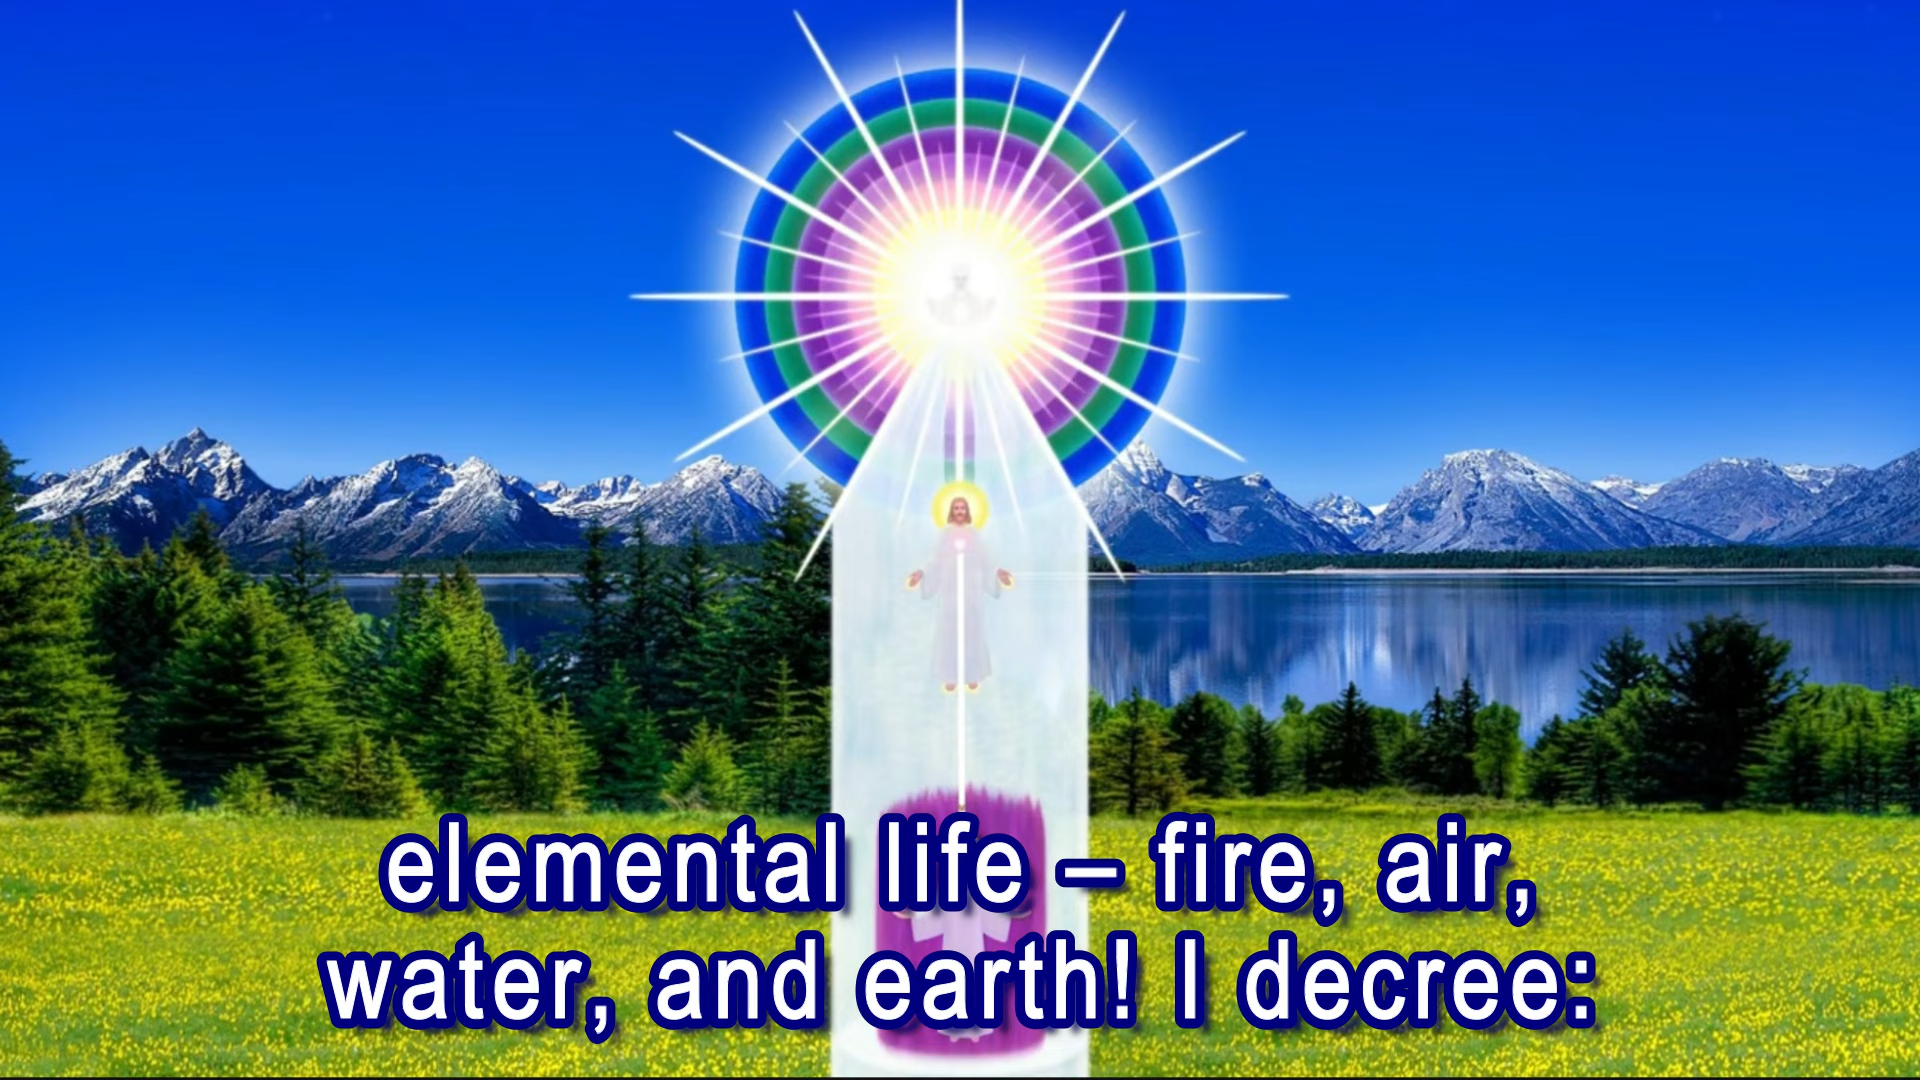 elemental life – fire, air,
water, and earth! I decree: